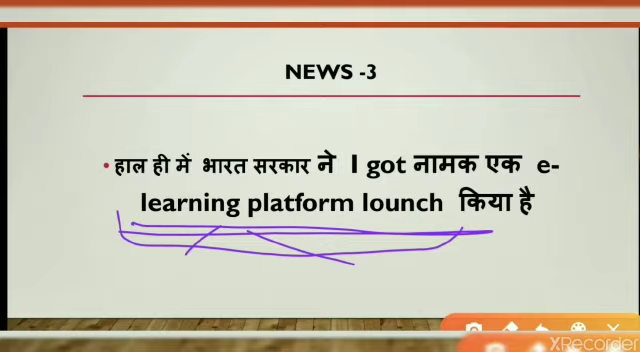 NEWS -3
• हाल ही में भारत सरकार ने I got नामक एक e-
learning platform lounch किया है
XRecorder